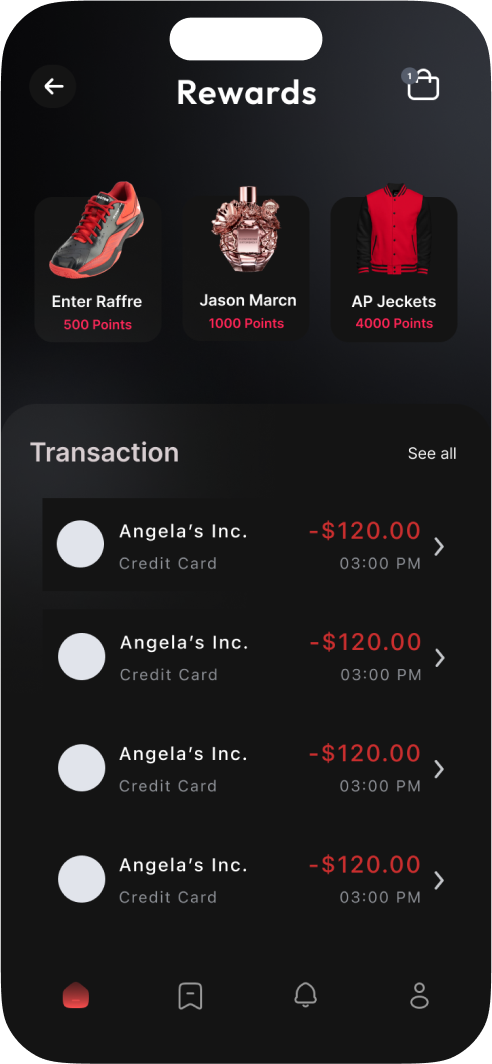 Rewards
1
Enter Raffre
Jason Marcn
AP Jeckets
500 Points
1000 Points
4000 Points
Transaction
See all
Angela’s Inc.
-$120.00
Credit Card
03:00 PM
Angela’s Inc.
-$120.00
Credit Card
03:00 PM
Angela’s Inc.
-$120.00
Credit Card
03:00 PM
Angela’s Inc.
-$120.00
Credit Card
03:00 PM